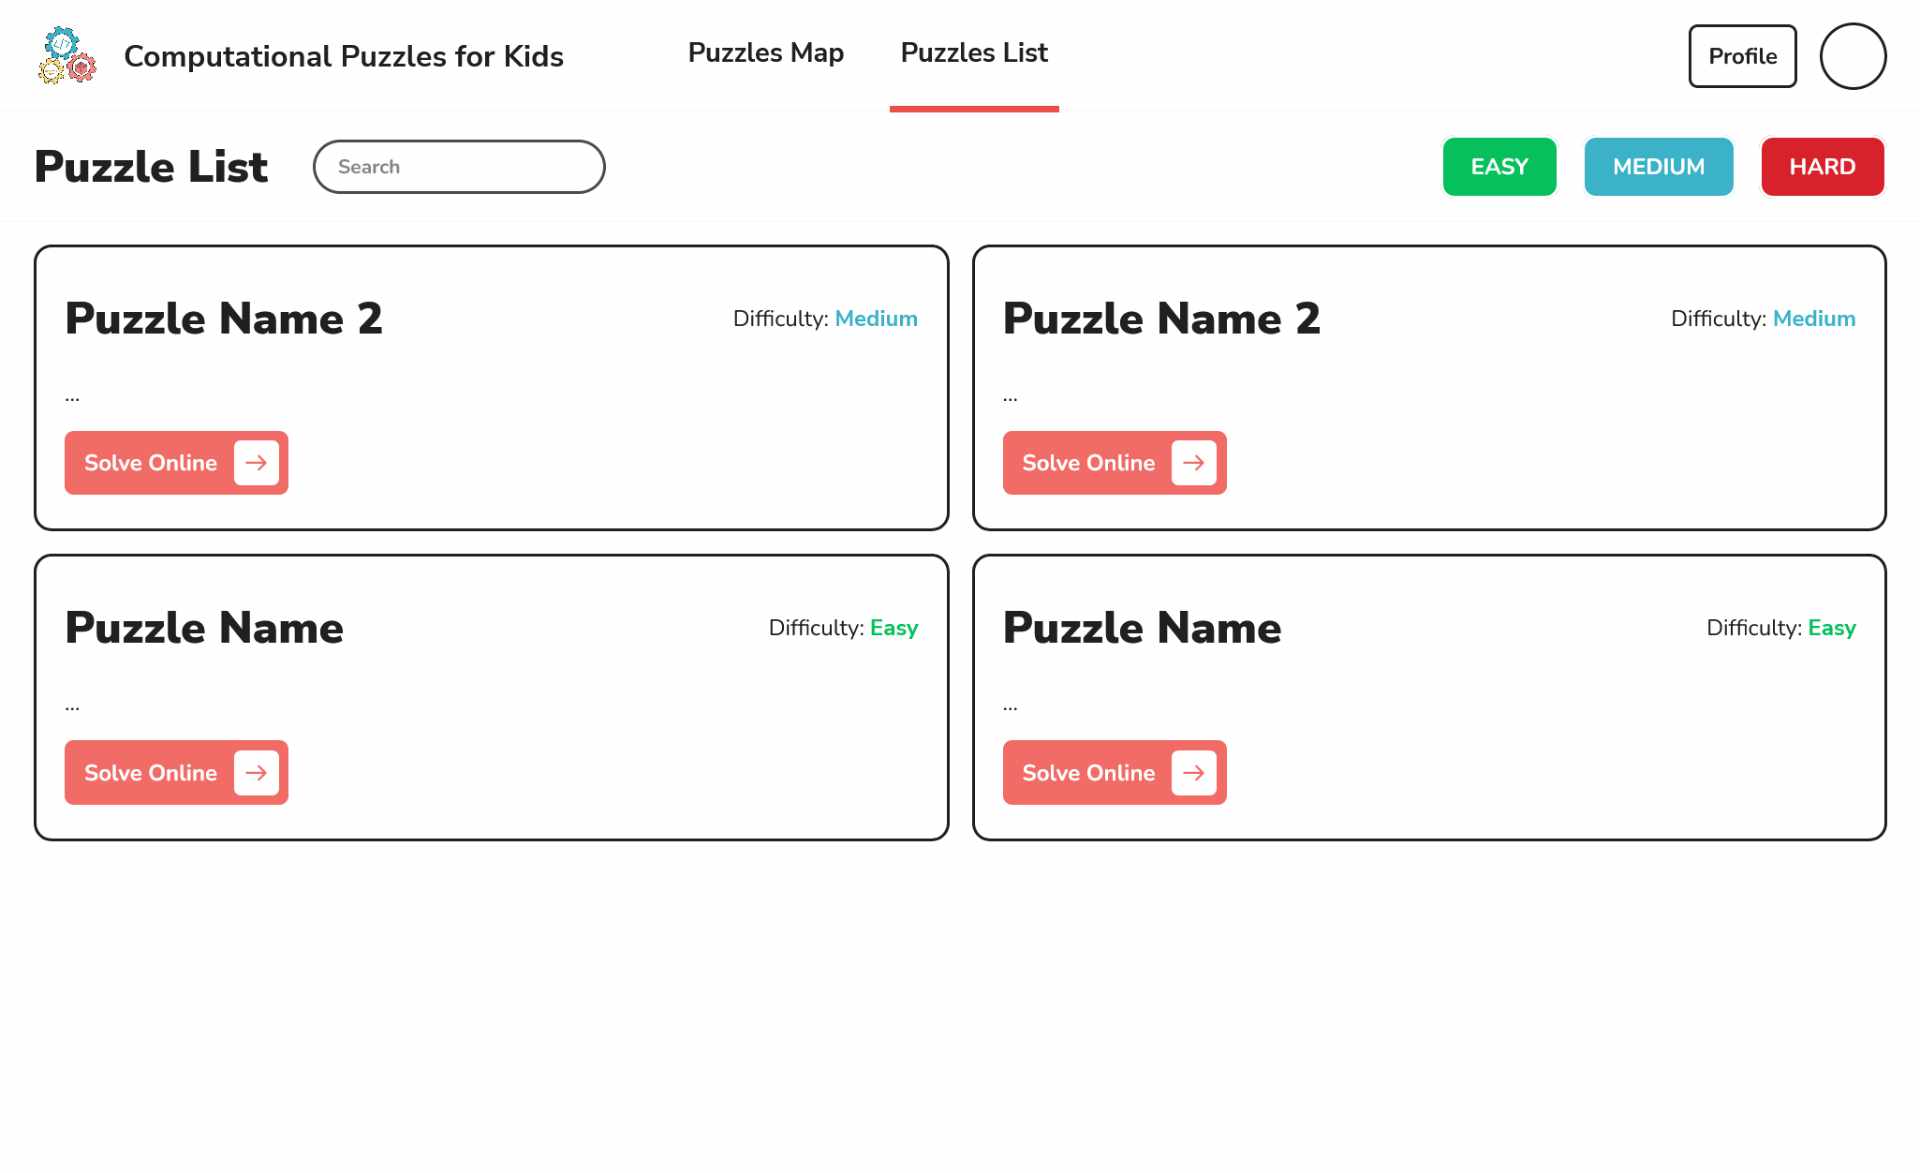 Computational Puzzles for Kids
Puzzles Map
Puzzles List
Profile
Puzzle List
Search
EASY
MEDIUM
HARD
Puzzle Name 2
Difficulty: Medium
...
Solve Online
Puzzle Name 2
Difficulty: Medium
...
Solve Online
Puzzle Name
Difficulty: Easy
...
Solve Online
Puzzle Name
Difficulty: Easy
...
Solve Online